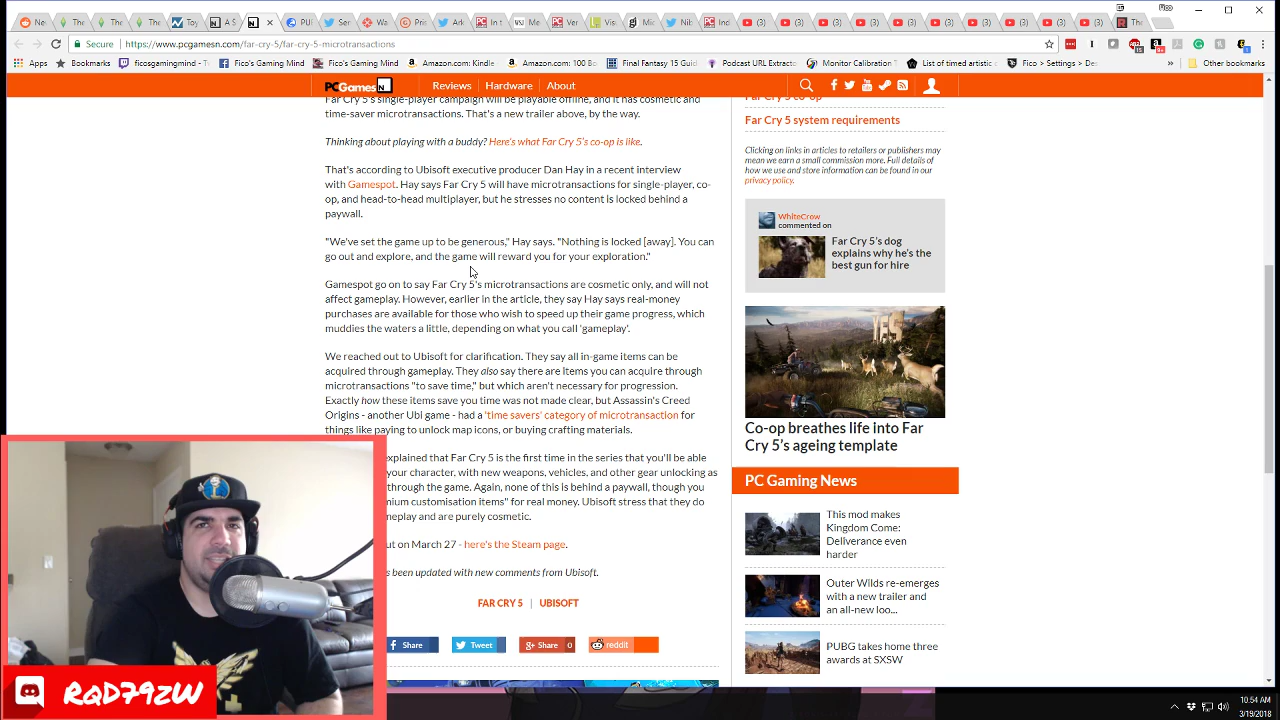 Secure https://www.pcgamesn.com/far-cry-5/far-cry-5-microtransactions
Apps Bookmarks ficosgamingmind - Fico's Gaming Mind Fico's Gaming Mind Amazon.com: Kindle Amazon.com: 100 Bo Final Fantasy 15 Guid Podcast URL Extracto Monitor Calibration List of timed artistic Fico > Settings > Des » Other bookmarks
PCGamesN Reviews Hardware About
Far Cry 5's single-player campaign will be playable offline, and it has cosmetic and
time-saver microtransactions. That's a new trailer above, by the way.
Thinking about playing with a buddy? Here's what Far Cry 5's co-op is like.
That's according to Ubisoft executive producer Dan Hay in a recent interview
with Gamespot. Hay says Far Cry 5 will have microtransactions for single-player, co-
op, and head-to-head multiplayer, but he stresses no content is locked behind a
paywall.
"We've set the game up to be generous," Hay says. "Nothing is locked [away]. You can
go out and explore, and the game will reward you for your exploration."
Gamespot go on to say Far Cry 5's microtransactions are cosmetic only, and will not
affect gameplay. However, earlier in the article, they say Hay says real-money
purchases are available for those who wish to speed up their game progress, which
muddies the waters a little, depending on what you call 'gameplay'.
We reached out to Ubisoft for clarification. They say all in-game items can be
acquired through gameplay. They also say there are items you can acquire through
microtransactions "to save time," but which aren't necessary for progression.
Exactly how these items save you time was not made clear, but Assassin's Creed
Origins - another Ubi game - had a 'time savers' category of microtransaction for
things like paying to unlock map icons, or buying crafting materials.
explained that Far Cry 5 is the first time in the series that you'll be able
your character, with new weapons, vehicles, and other gear unlocking as
through the game. Again, none of this is behind a paywall, though you
mium customisation items" for real money. Ubisoft stress that they do
meplay and are purely cosmetic.
ut on March 27 - here's the Steam page.
s been updated with new comments from Ubisoft.
FAR CRY 5 | UBISOFT
Share Tweet Share 0 reddit
Far Cry 5 co-op
Far Cry 5 system requirements
Clicking on links in articles to retailers or publishers may
mean we earn a small commission more. Full details of
how we use and store information can be found in our
privacy policy.
WhiteCrow
commented on
Far Cry 5's dog
explains why he's the
best gun for hire
Co-op breathes life into Far
Cry 5's ageing template
PC Gaming News
This mod makes
Kingdom Come:
Deliverance even
harder
Outer Wilds re-emerges
with a new trailer and
an all-new loo...
PUBG takes home three
awards at SXSW
RQD79ZW
10:54 AM
3/19/2018